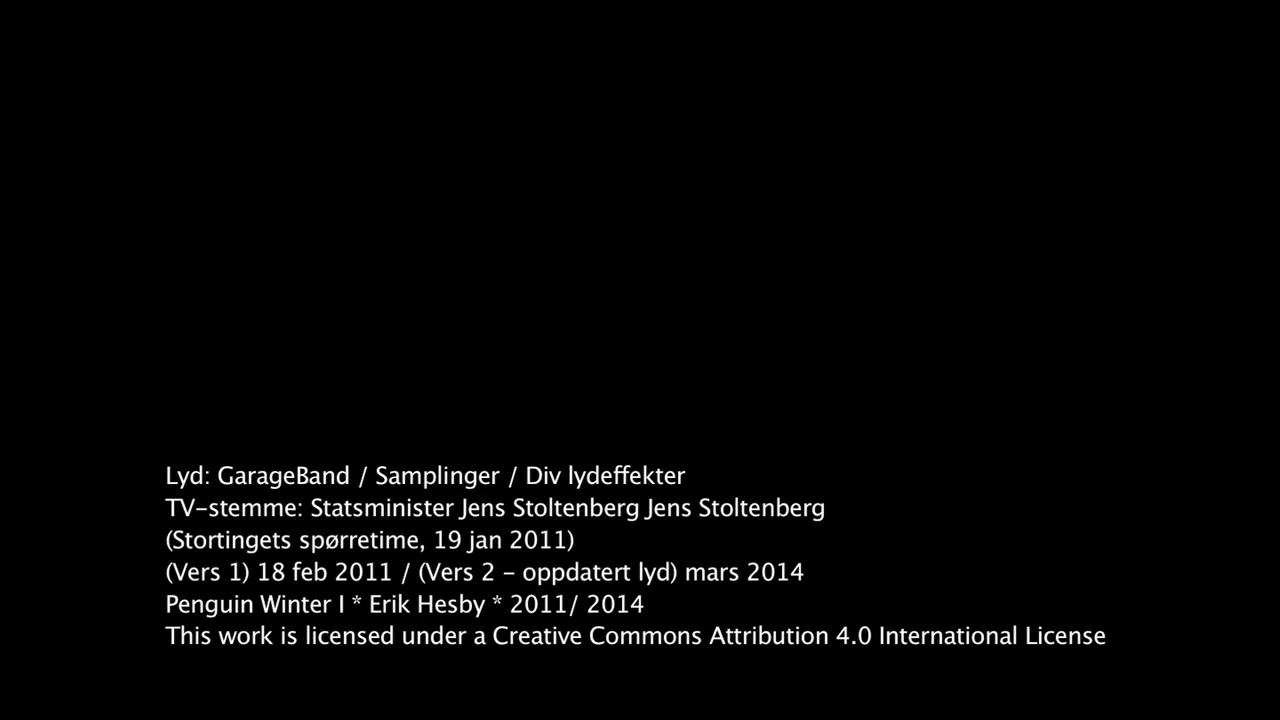 Lyd: GarageBand / Samplinger / Div lydeffekter
TV-stemme: Statsminister Jens Stoltenberg Jens Stoltenberg
(Stortingets spørretime, 19 jan 2011)
(Vers 1) 18 feb 2011 / (Vers 2 - oppdatert lyd) mars 2014
Penguin Winter I * Erik Hesby * 2011/ 2014
This work is licensed under a Creative Commons Attribution 4.0 International License